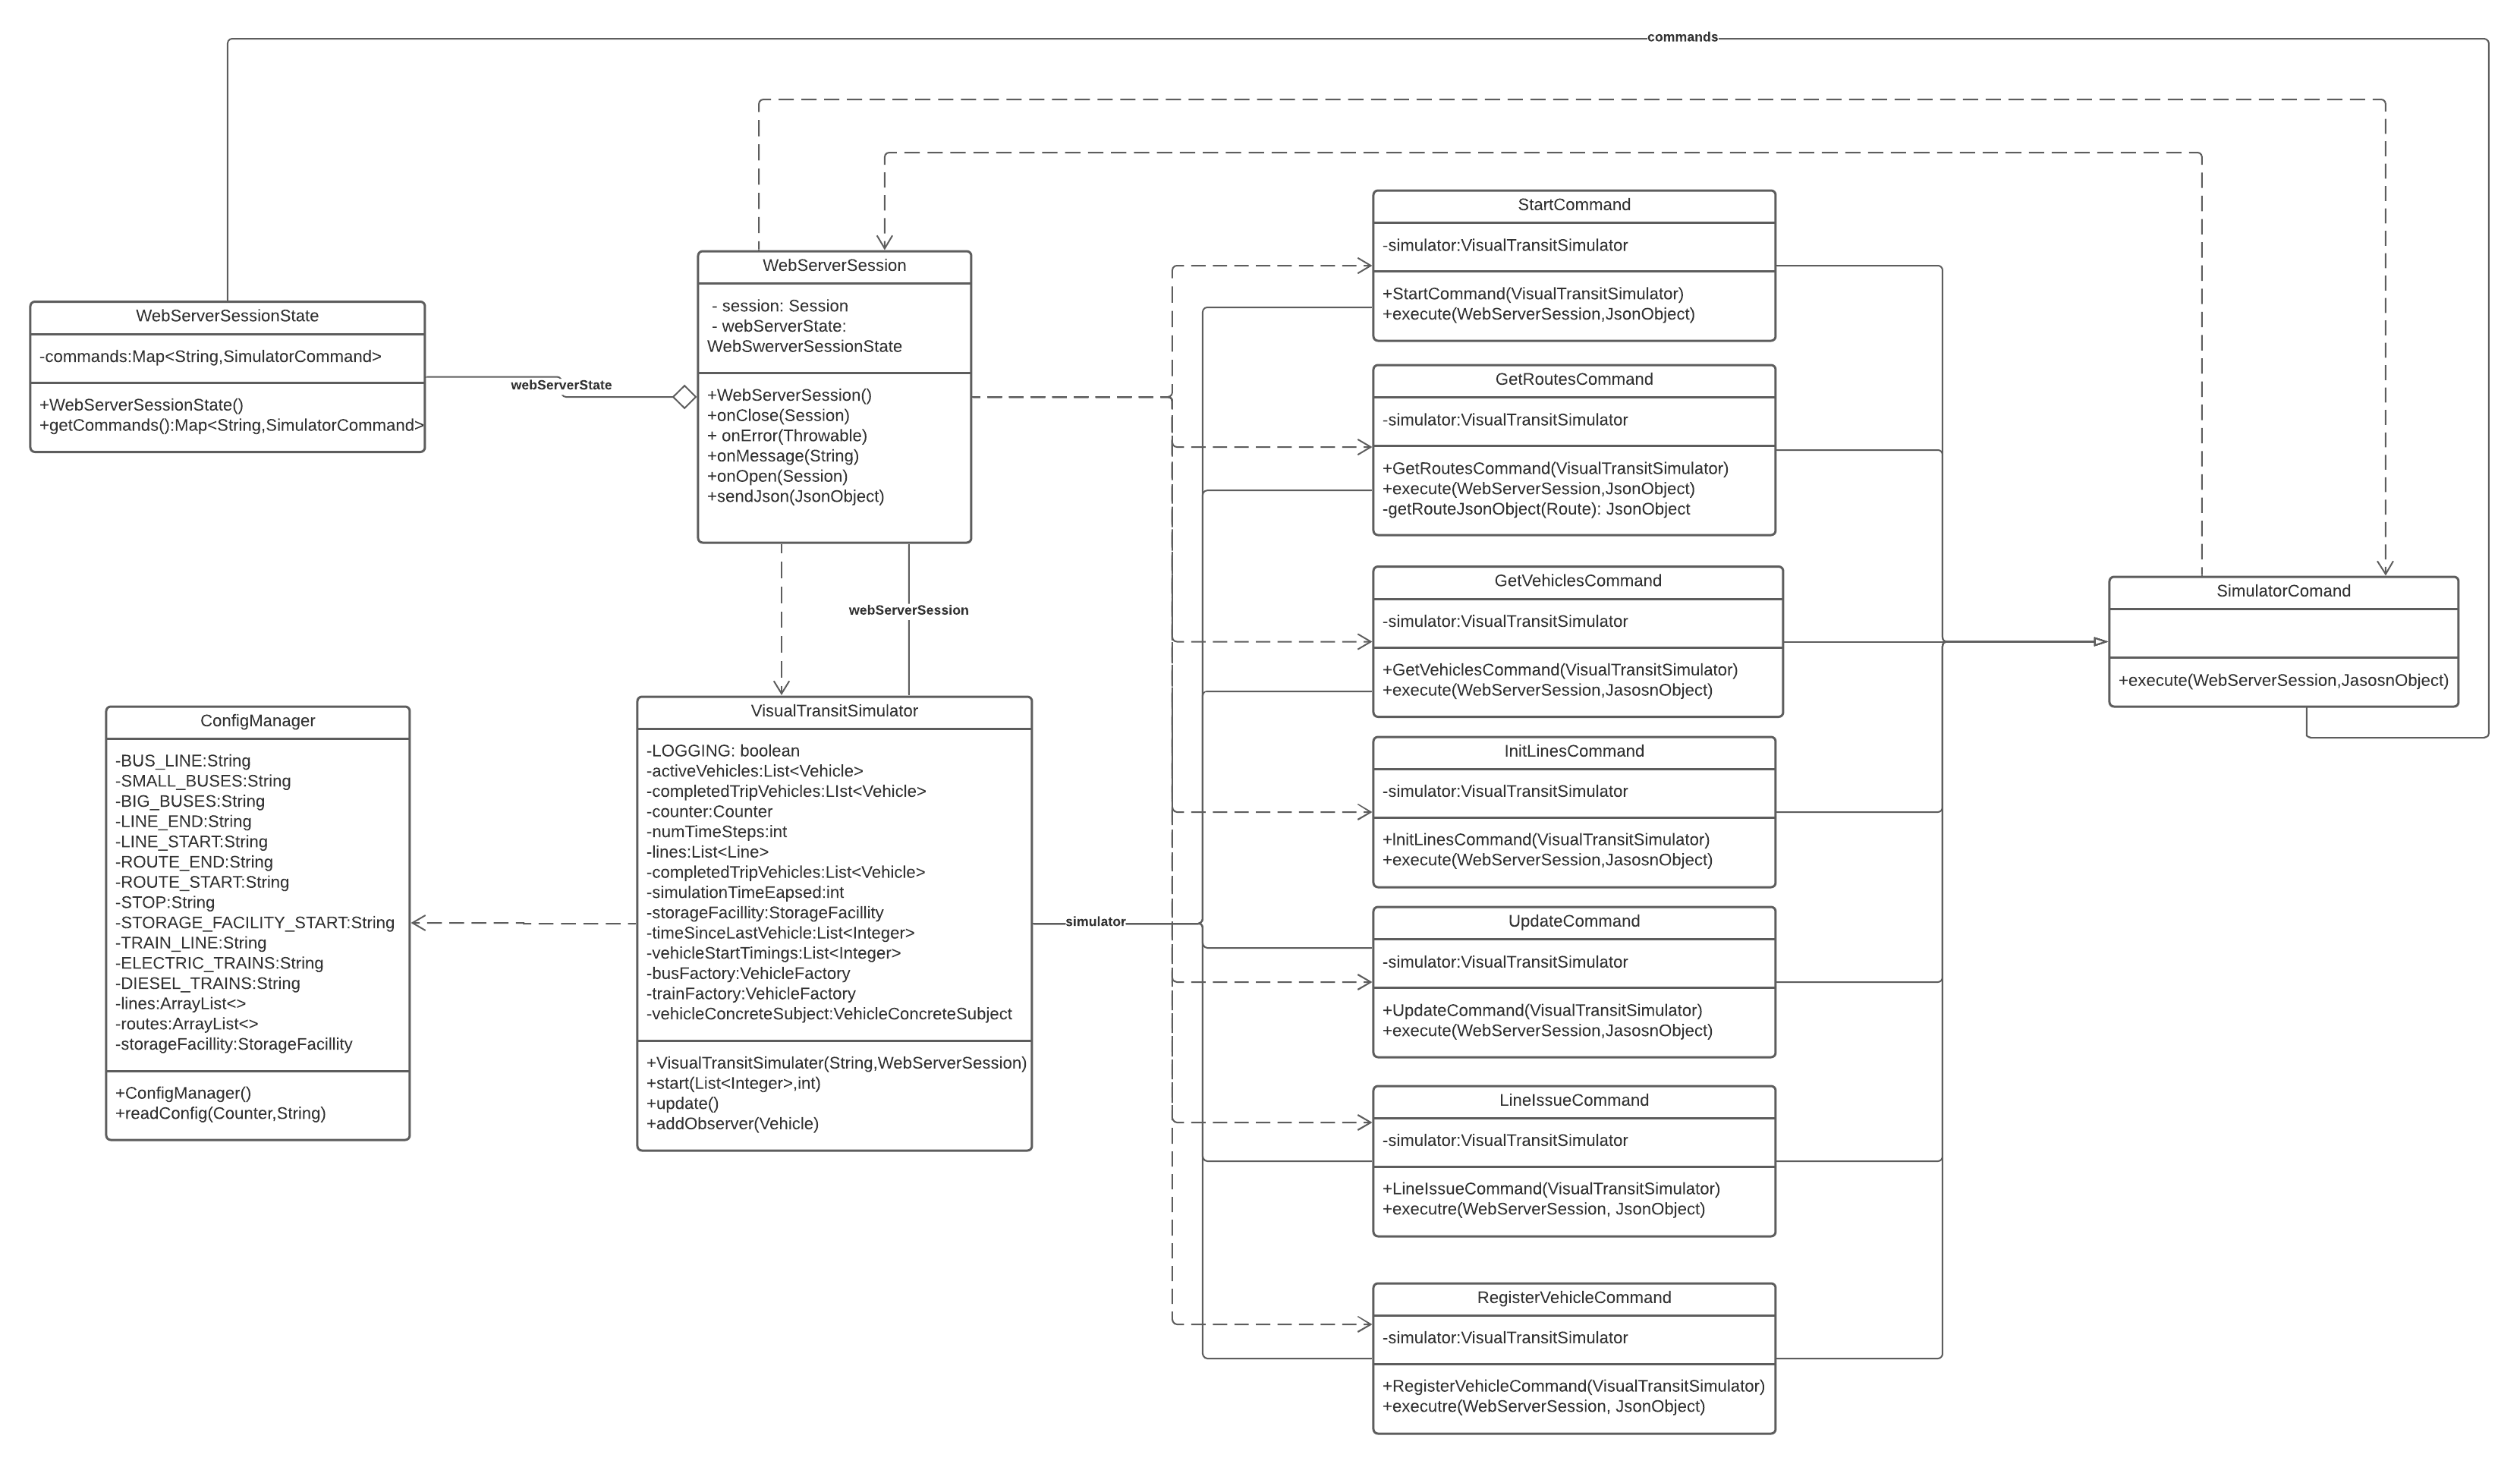 commands
WebServerSessionState
-commands:Map<String,SimulatorCommand>
+WebServerSessionState()
+getCommands():Map<String,SimulatorCommand>
webServerState
WebServerSession
- session: Session
- webServerState:
WebSwerverSessionState
+WebServerSession()
+onClose(Session)
+ onError(Throwable)
+onMessage(String)
+onOpen(Session)
+sendJson(JsonObject)
webServerSession
ConfigManager
-BUS_LINE:String
-SMALL_BUSES:String
-BIG_BUSES:String
-LINE_END:String
-LINE_START:String
-ROUTE_END:String
-ROUTE_START:String
-STOP:String
-STORAGE_FACILITY_START:String
-TRAIN_LINE:String
-ELECTRIC_TRAINS:String
-DIESEL_TRAINS:String
-lines:ArrayList<>
-routes:ArrayList<>
-storageFacillity:StorageFacillity
+ConfigManager()
+readConfig(Counter,String)
VisualTransitSimulator
-LOGGING: boolean
-activeVehicles:List<Vehicle>
-completedTripVehicles:LIst<Vehicle>
-counter:Counter
-numTimeSteps:int
-lines:List<Line>
-completedTripVehicles:List<Vehicle>
-simulationTimeEapsed:int
-storageFacillity:StorageFacillity
-timeSinceLastVehicle:List<Integer>
-vehicleStartTimings:List<Integer>
-busFactory:VehicleFactory
-trainFactory:VehicleFactory
-vehicleConcreteSubject:VehicleConcreteSubject
+VisualTransitSimulater(String,WebServerSession)
+start(List<Integer>,int)
+update()
+addObserver(Vehicle)
simulator
StartCommand
-simulator:VisualTransitSimulator
+StartCommand(VisualTransitSimulator)
+execute(WebServerSession,JsonObject)
GetRoutesCommand
-simulator:VisualTransitSimulator
+GetRoutesCommand(VisualTransitSimulator)
+execute(WebServerSession,JsonObject)
-getRouteJsonObject(Route): JsonObject
GetVehiclesCommand
-simulator:VisualTransitSimulator
+GetVehiclesCommand(VisualTransitSimulator)
+execute(WebServerSession,JasosnObject)
InitLinesCommand
-simulator:VisualTransitSimulator
+InitLinesCommand(VisualTransitSimulator)
+execute(WebServerSession,JasosnObject)
UpdateCommand
-simulator:VisualTransitSimulator
+UpdateCommand(VisualTransitSimulator)
+execute(WebServerSession,JasosnObject)
LineIssueCommand
-simulator:VisualTransitSimulator
+LineIssueCommand(VisualTransitSimulator)
+executre(WebServerSession, JsonObject)
RegisterVehicleCommand
-simulator:VisualTransitSimulator
+RegisterVehicleCommand(VisualTransitSimulator)
+executre(WebServerSession, JsonObject)
SimulatorComand
+execute(WebServerSession,JasosnObject)